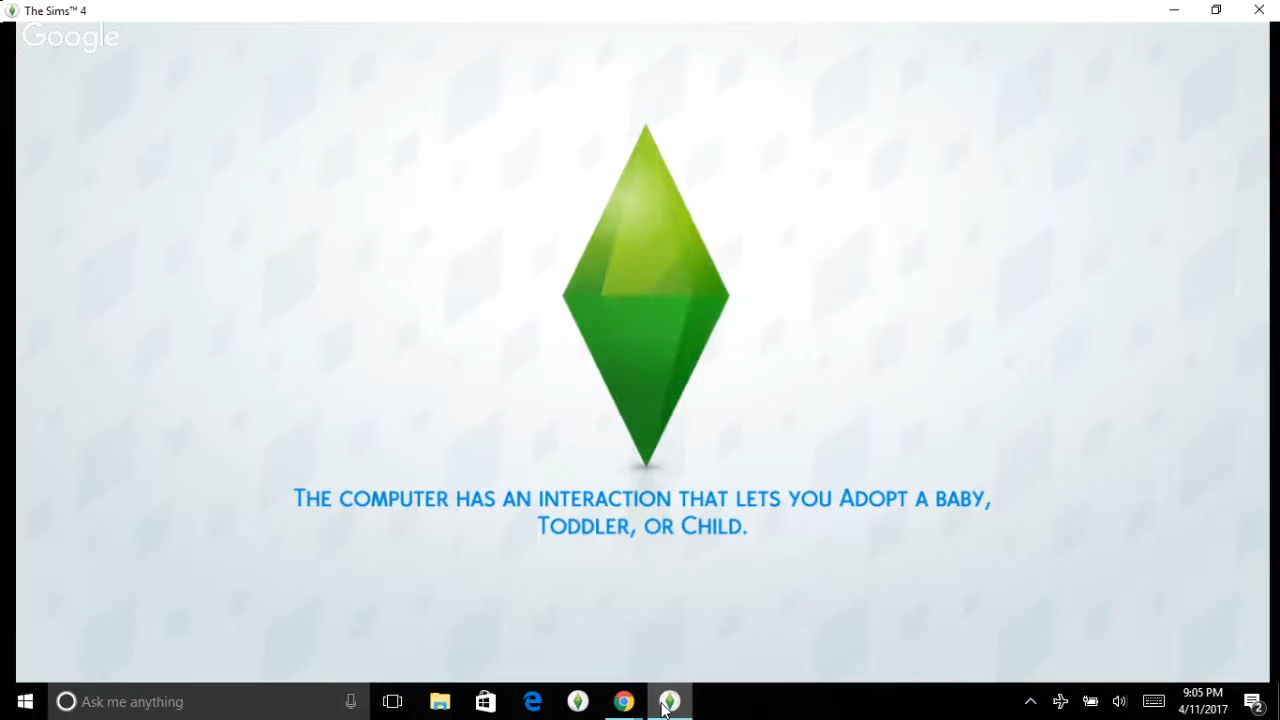 The Sims™ 4
Google
The computer has an interaction that lets you Adopt a baby,
Toddler, or Child.
Ask me anything
9:05 PM
4/11/2017
2